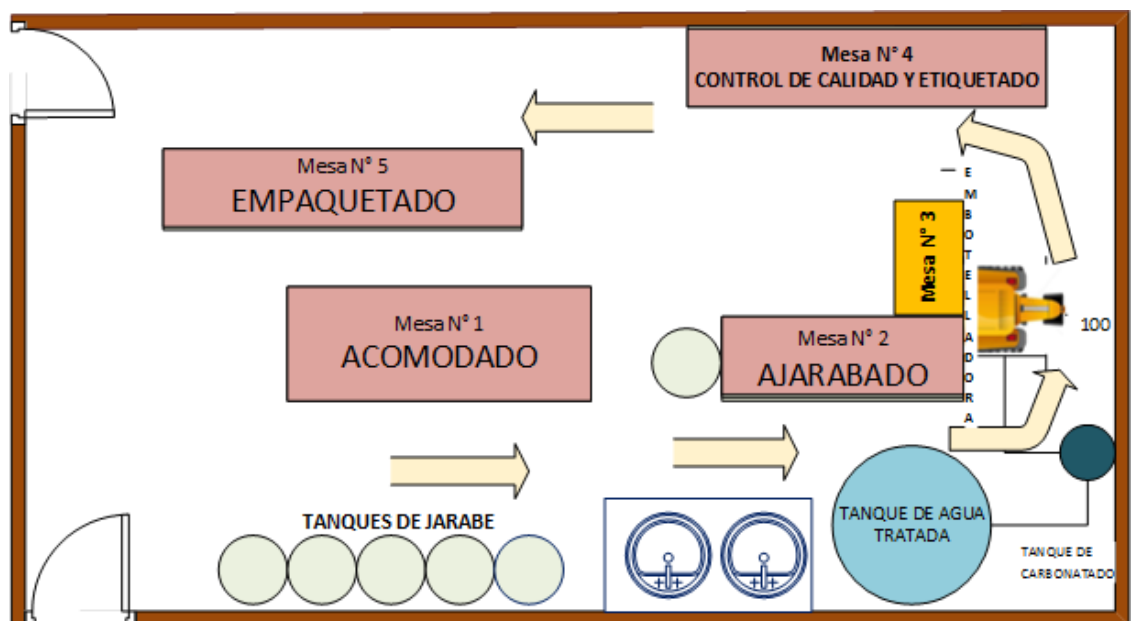 Mesa N° 4
CONTROL DE CALIDAD Y ETIQUETADO
Mesa N° 5
EMPAQUETADO
EMBOTELLADORA
Mesa N° 3
Mesa N° 1
ACOMODADO
Mesa N° 2
AJARABADO
100
TANQUES DE JARABE
TANQUE DE AGUA
TRATADA
TANQUE DE
CARBONATADO